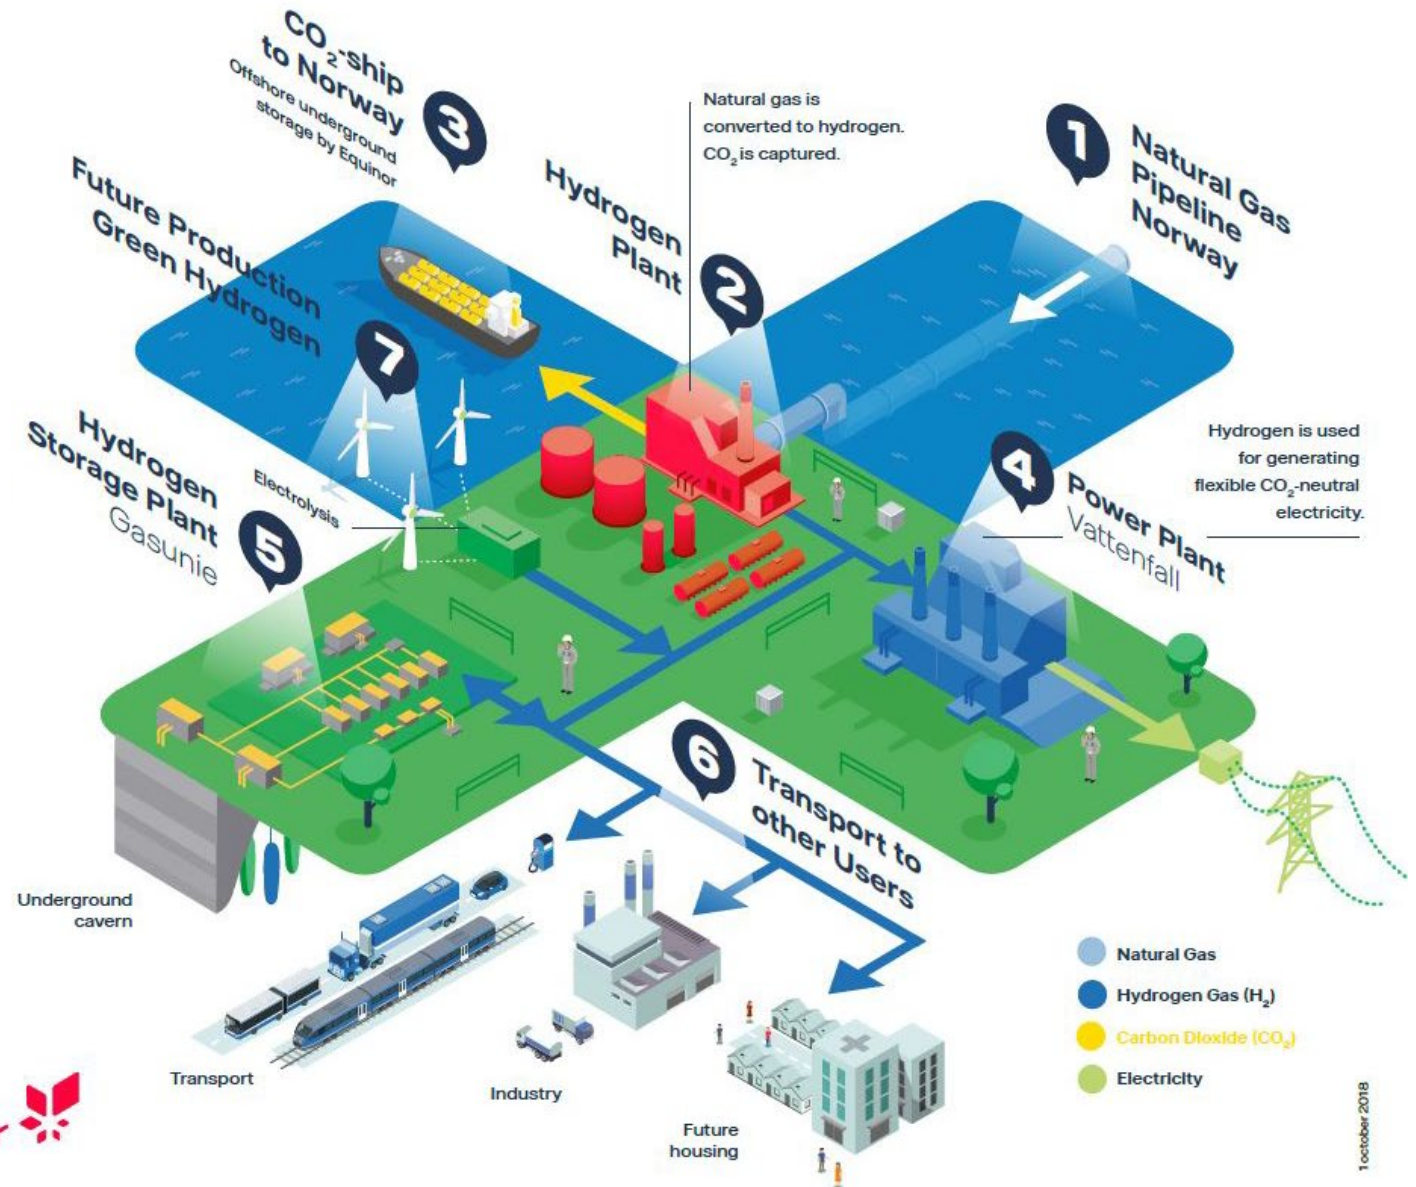 CO₂-ship
to Norway
Offshore underground
storage by Equinor
3
Natural gas is
converted to hydrogen.
CO₂ is captured.
1
Natural Gas
Pipeline
Norway
Hydrogen
Plant
2
Future Production
Green Hydrogen
7
Hydrogen is used
for generating
flexible CO₂-neutral
electricity.
4
Power Plant
Vattenfall
Hydrogen
Storage Plant
Gasunie
5
Electrolysis
6
Transport to
other Users
Underground
cavern
Transport
Industry
Future
housing
Natural Gas
Hydrogen Gas (H₂)
Carbon Dioxide (CO₂)
Electricity
1 october 2018